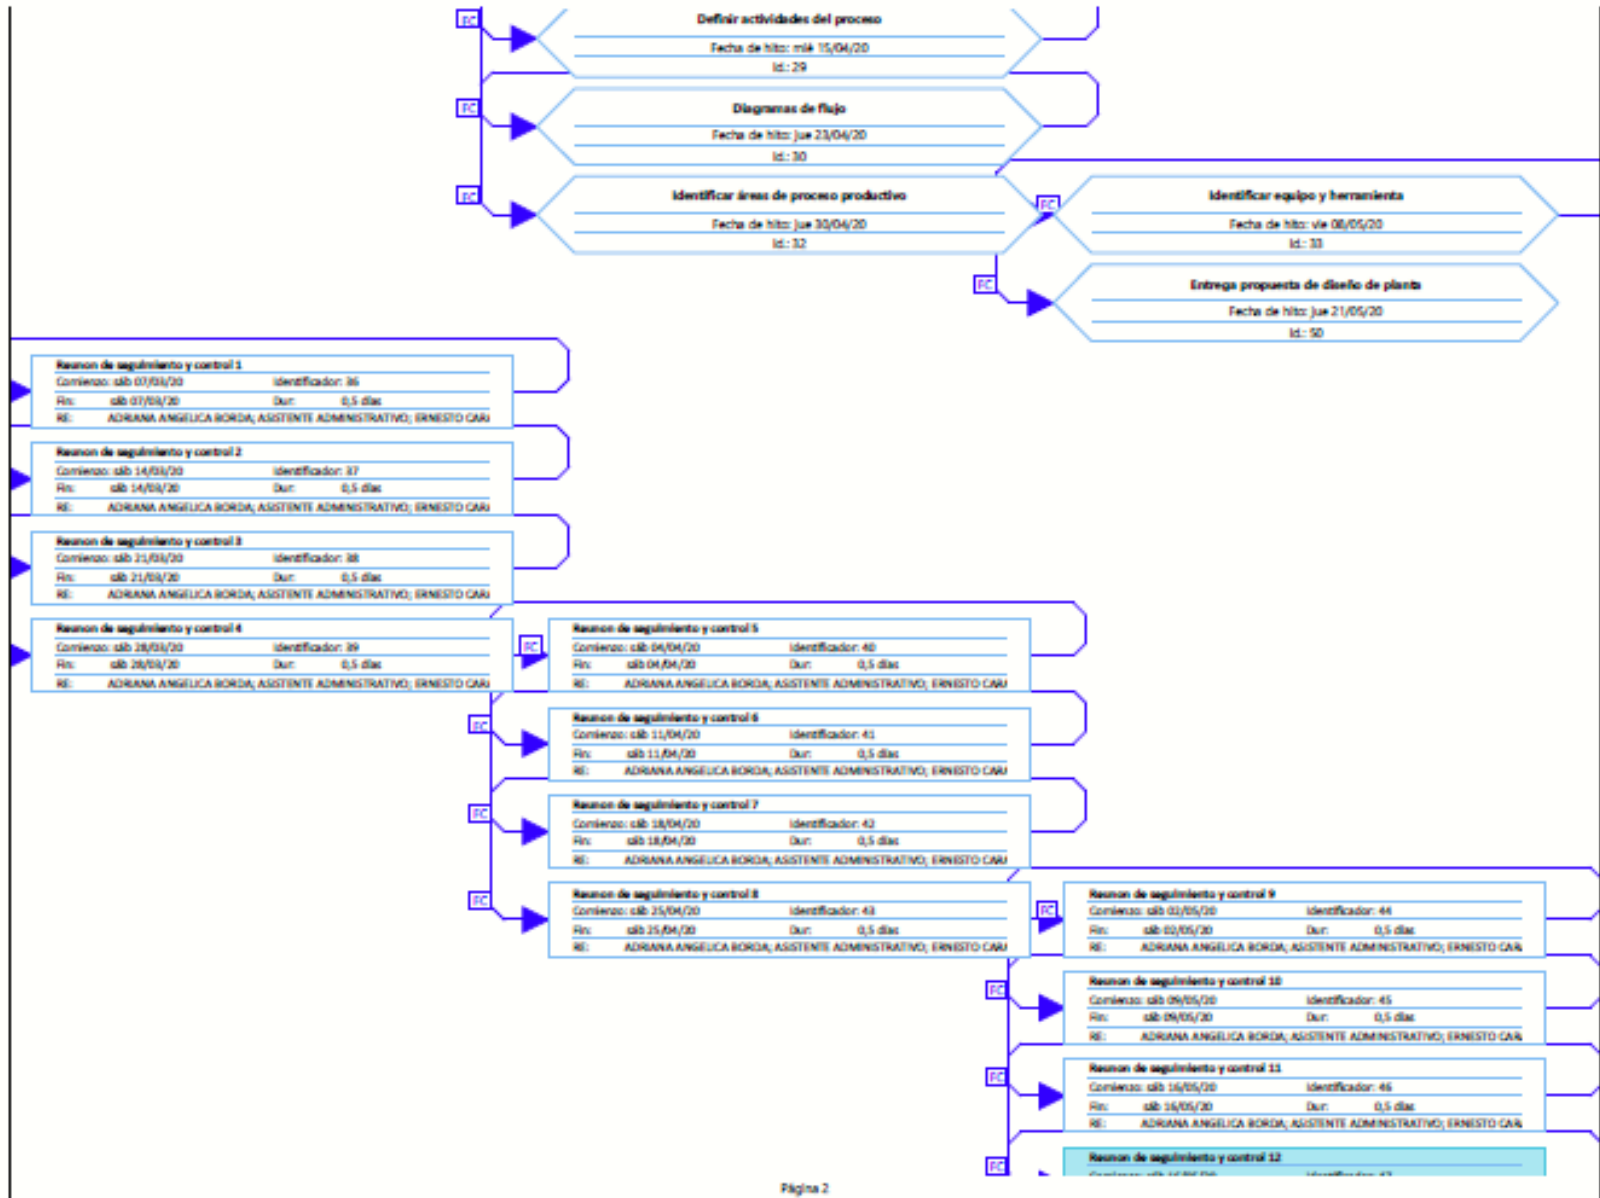 FC
Definir actividades del proceso
Fecha de hito: mié 15/04/20
Id.: 29
FC
Diagramas de flujo
Fecha de hito: jue 23/04/20
Id.: 30
FC
Identificar áreas de proceso productivo
Fecha de hito: jue 30/04/20
Id.: 32
FC
Identificar equipo y herramienta
Fecha de hito: vie 08/05/20
Id.: 33
FC
Entrega propuesta de diseño de planta
Fecha de hito: jue 21/05/20
Id.: 50
Reunon de seguimiento y control 1
Comienzo: sáb 07/03/20 Identificador: 36
Fin: sáb 07/03/20 Dur: 0,5 días
RE: ADRIANA ANGELICA BORDA; ASISTENTE ADMINISTRATIVO; ERNESTO CARA
Reunon de seguimiento y control 2
Comienzo: sáb 14/03/20 Identificador: 37
Fin: sáb 14/03/20 Dur: 0,5 días
RE: ADRIANA ANGELICA BORDA; ASISTENTE ADMINISTRATIVO; ERNESTO CARA
Reunon de seguimiento y control 3
Comienzo: sáb 21/03/20 Identificador: 38
Fin: sáb 21/03/20 Dur: 0,5 días
RE: ADRIANA ANGELICA BORDA; ASISTENTE ADMINISTRATIVO; ERNESTO CARA
Reunon de seguimiento y control 4
Comienzo: sáb 28/03/20 Identificador: 39
Fin: sáb 28/03/20 Dur: 0,5 días
RE: ADRIANA ANGELICA BORDA; ASISTENTE ADMINISTRATIVO; ERNESTO CARA
FC
Reunon de seguimiento y control 5
Comienzo: sáb 04/04/20 Identificador: 40
Fin: sáb 04/04/20 Dur: 0,5 días
RE: ADRIANA ANGELICA BORDA; ASISTENTE ADMINISTRATIVO; ERNESTO CARA
FC
Reunon de seguimiento y control 6
Comienzo: sáb 11/04/20 Identificador: 41
Fin: sáb 11/04/20 Dur: 0,5 días
RE: ADRIANA ANGELICA BORDA; ASISTENTE ADMINISTRATIVO; ERNESTO CARA
FC
Reunon de seguimiento y control 7
Comienzo: sáb 18/04/20 Identificador: 42
Fin: sáb 18/04/20 Dur: 0,5 días
RE: ADRIANA ANGELICA BORDA; ASISTENTE ADMINISTRATIVO; ERNESTO CARA
FC
Reunon de seguimiento y control 8
Comienzo: sáb 25/04/20 Identificador: 43
Fin: sáb 25/04/20 Dur: 0,5 días
RE: ADRIANA ANGELICA BORDA; ASISTENTE ADMINISTRATIVO; ERNESTO CARA
FC
Reunon de seguimiento y control 9
Comienzo: sáb 02/05/20 Identificador: 44
Fin: sáb 02/05/20 Dur: 0,5 días
RE: ADRIANA ANGELICA BORDA; ASISTENTE ADMINISTRATIVO; ERNESTO CARA
FC
Reunon de seguimiento y control 10
Comienzo: sáb 09/05/20 Identificador: 45
Fin: sáb 09/05/20 Dur: 0,5 días
RE: ADRIANA ANGELICA BORDA; ASISTENTE ADMINISTRATIVO; ERNESTO CARA
FC
Reunon de seguimiento y control 11
Comienzo: sáb 16/05/20 Identificador: 46
Fin: sáb 16/05/20 Dur: 0,5 días
RE: ADRIANA ANGELICA BORDA; ASISTENTE ADMINISTRATIVO; ERNESTO CARA
FC
Reunon de seguimiento y control 12
Página 2